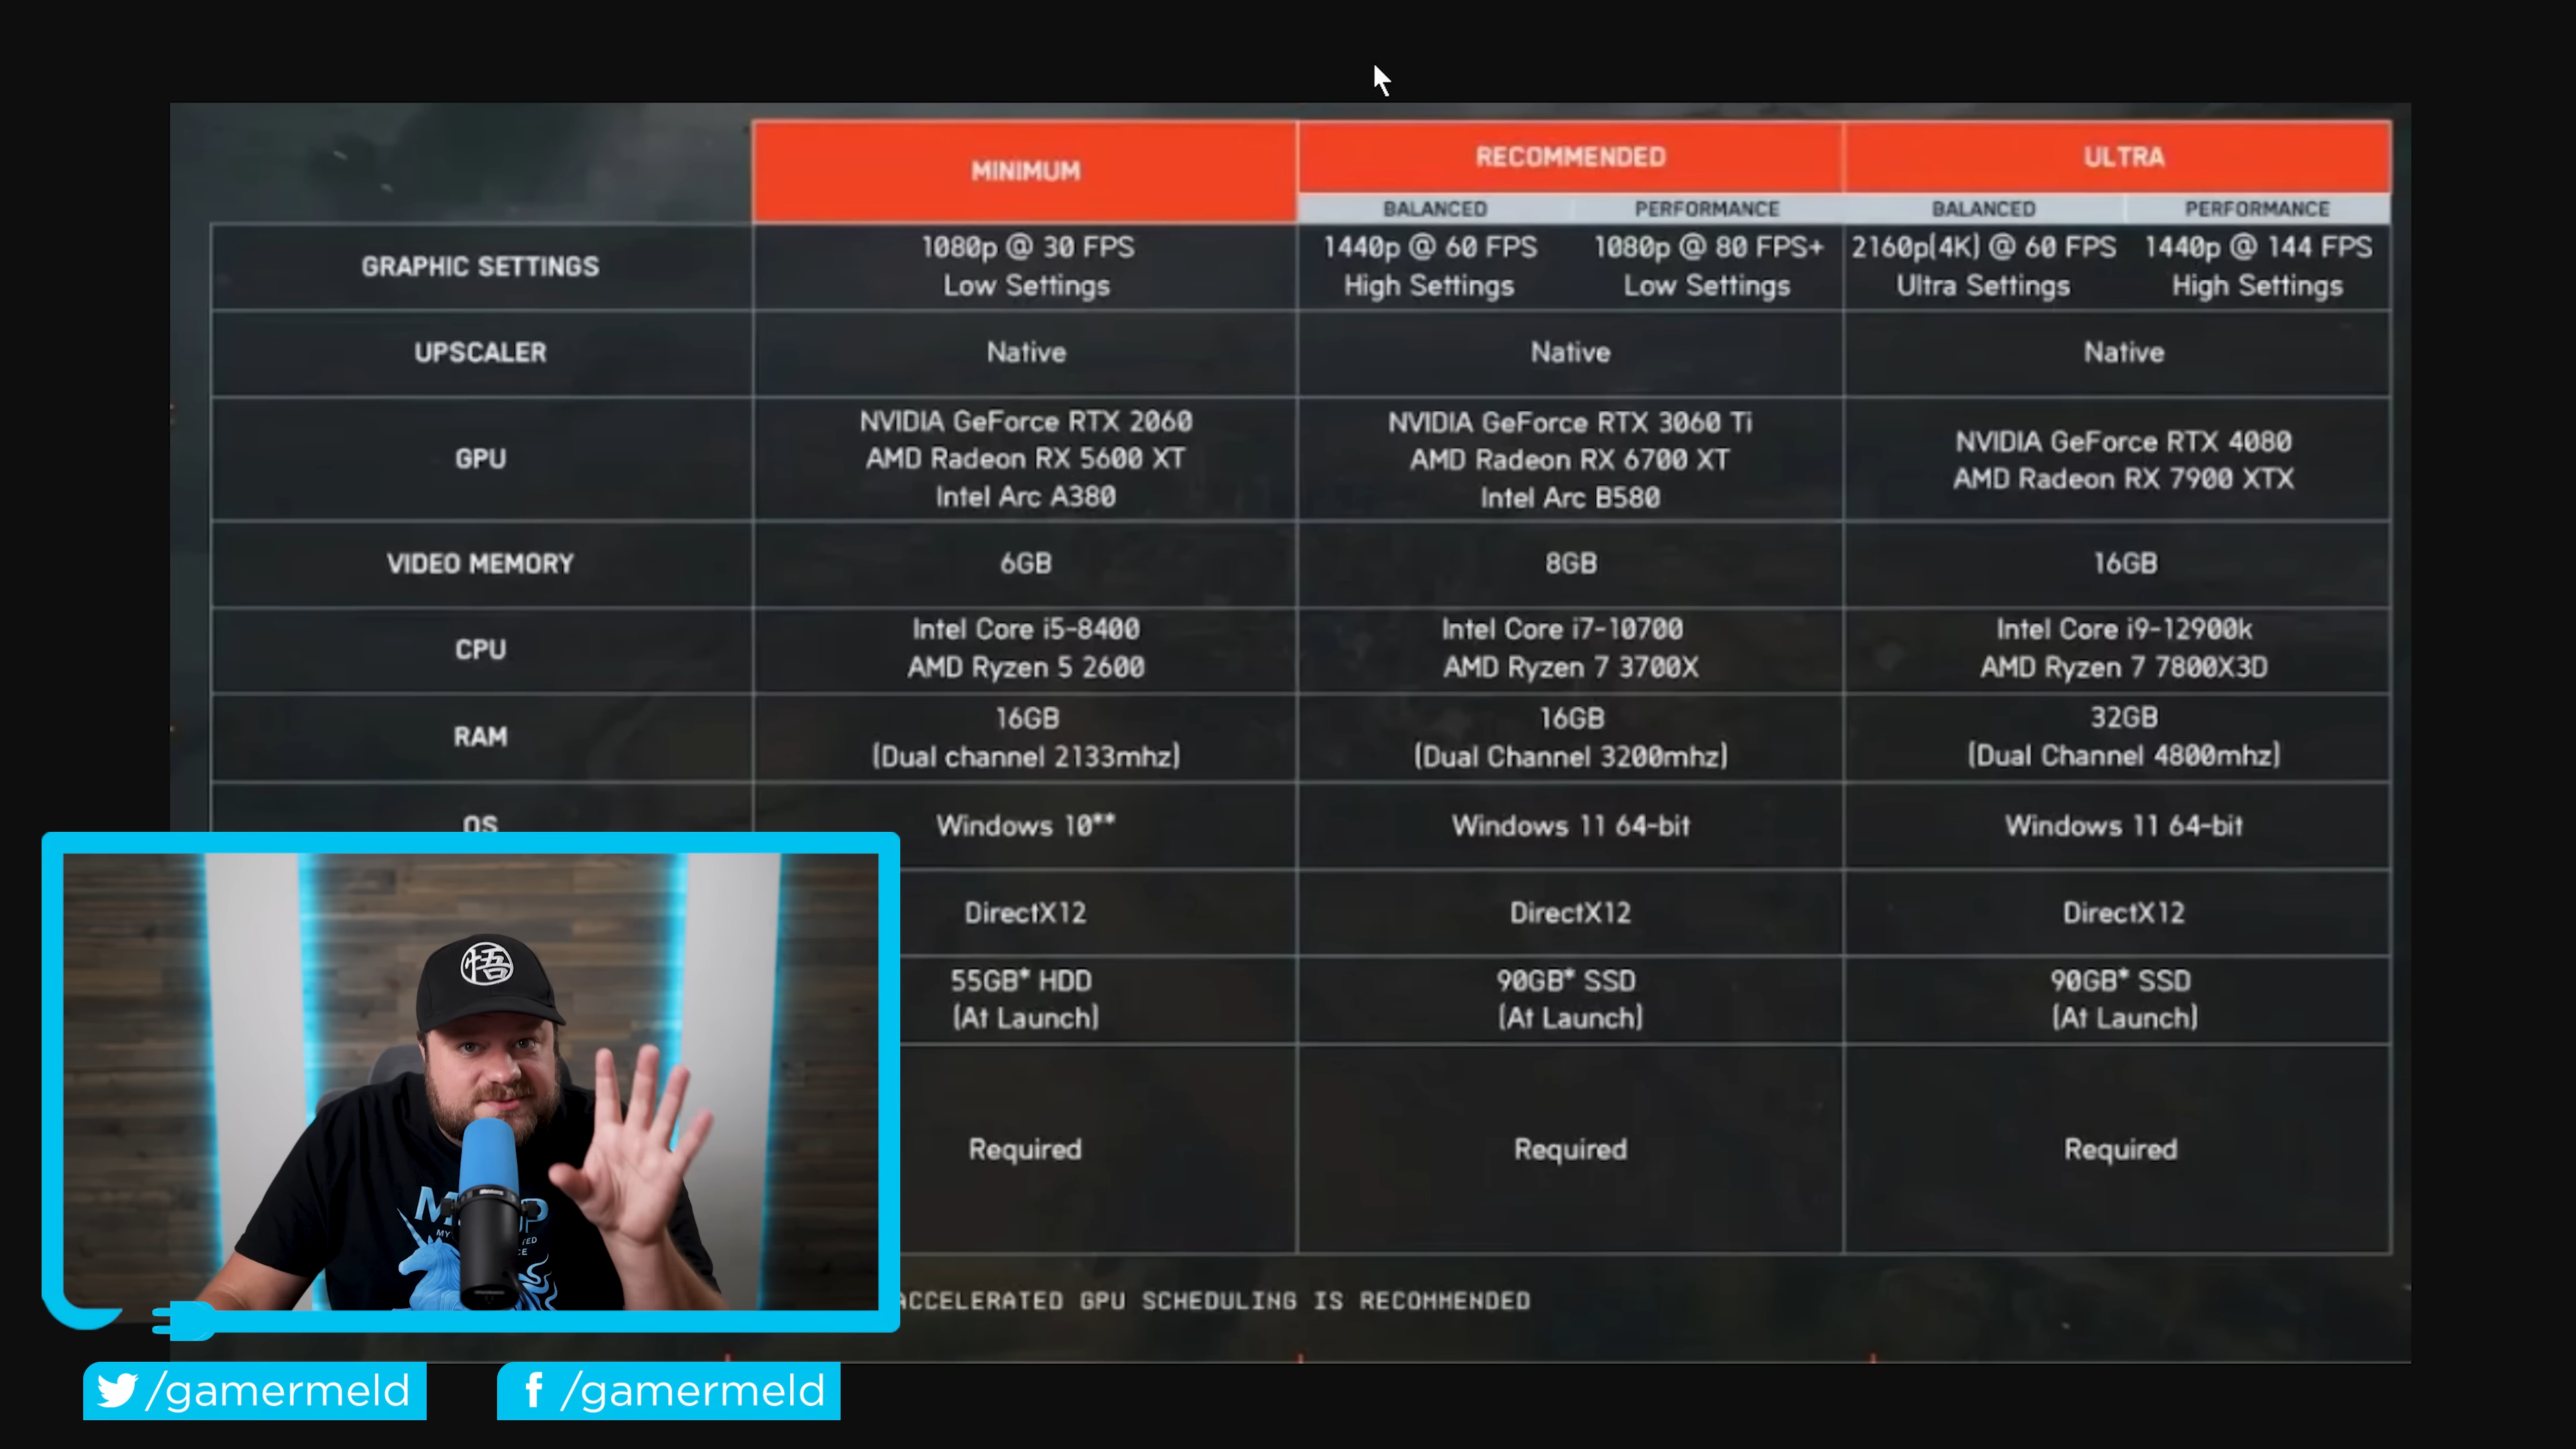 MINIMUM
RECOMMENDED
ULTRA
BALANCED
PERFORMANCE
BALANCED
PERFORMANCE
GRAPHIC SETTINGS
1080p @ 30 FPS
Low Settings
1440p @ 60 FPS
High Settings
1080p @ 80 FPS+
Low Settings
2160p(4K) @ 60 FPS
Ultra Settings
1440p @ 144 FPS
High Settings
UPSCALER
Native
Native
Native
GPU
NVIDIA GeForce RTX 2060
AMD Radeon RX 5600 XT
Intel Arc A380
NVIDIA GeForce RTX 3060 Ti
AMD Radeon RX 6700 XT
Intel Arc B580
NVIDIA GeForce RTX 4080
AMD Radeon RX 7900 XTX
VIDEO MEMORY
6GB
8GB
16GB
CPU
Intel Core i5-8400
AMD Ryzen 5 2600
Intel Core i7-10700
AMD Ryzen 7 3700X
Intel Core i9-12900k
AMD Ryzen 7 7800X3D
RAM
16GB
(Dual channel 2133mhz)
16GB
(Dual Channel 3200mhz)
32GB
(Dual Channel 4800mhz)
OS
Windows 10**
Windows 11 64-bit
Windows 11 64-bit
DirectX12
DirectX12
DirectX12
55GB* HDD
(At Launch)
90GB* SSD
(At Launch)
90GB* SSD
(At Launch)
Required
Required
Required
ACCELERATED GPU SCHEDULING IS RECOMMENDED
悟
/gamermeld
/gamermeld